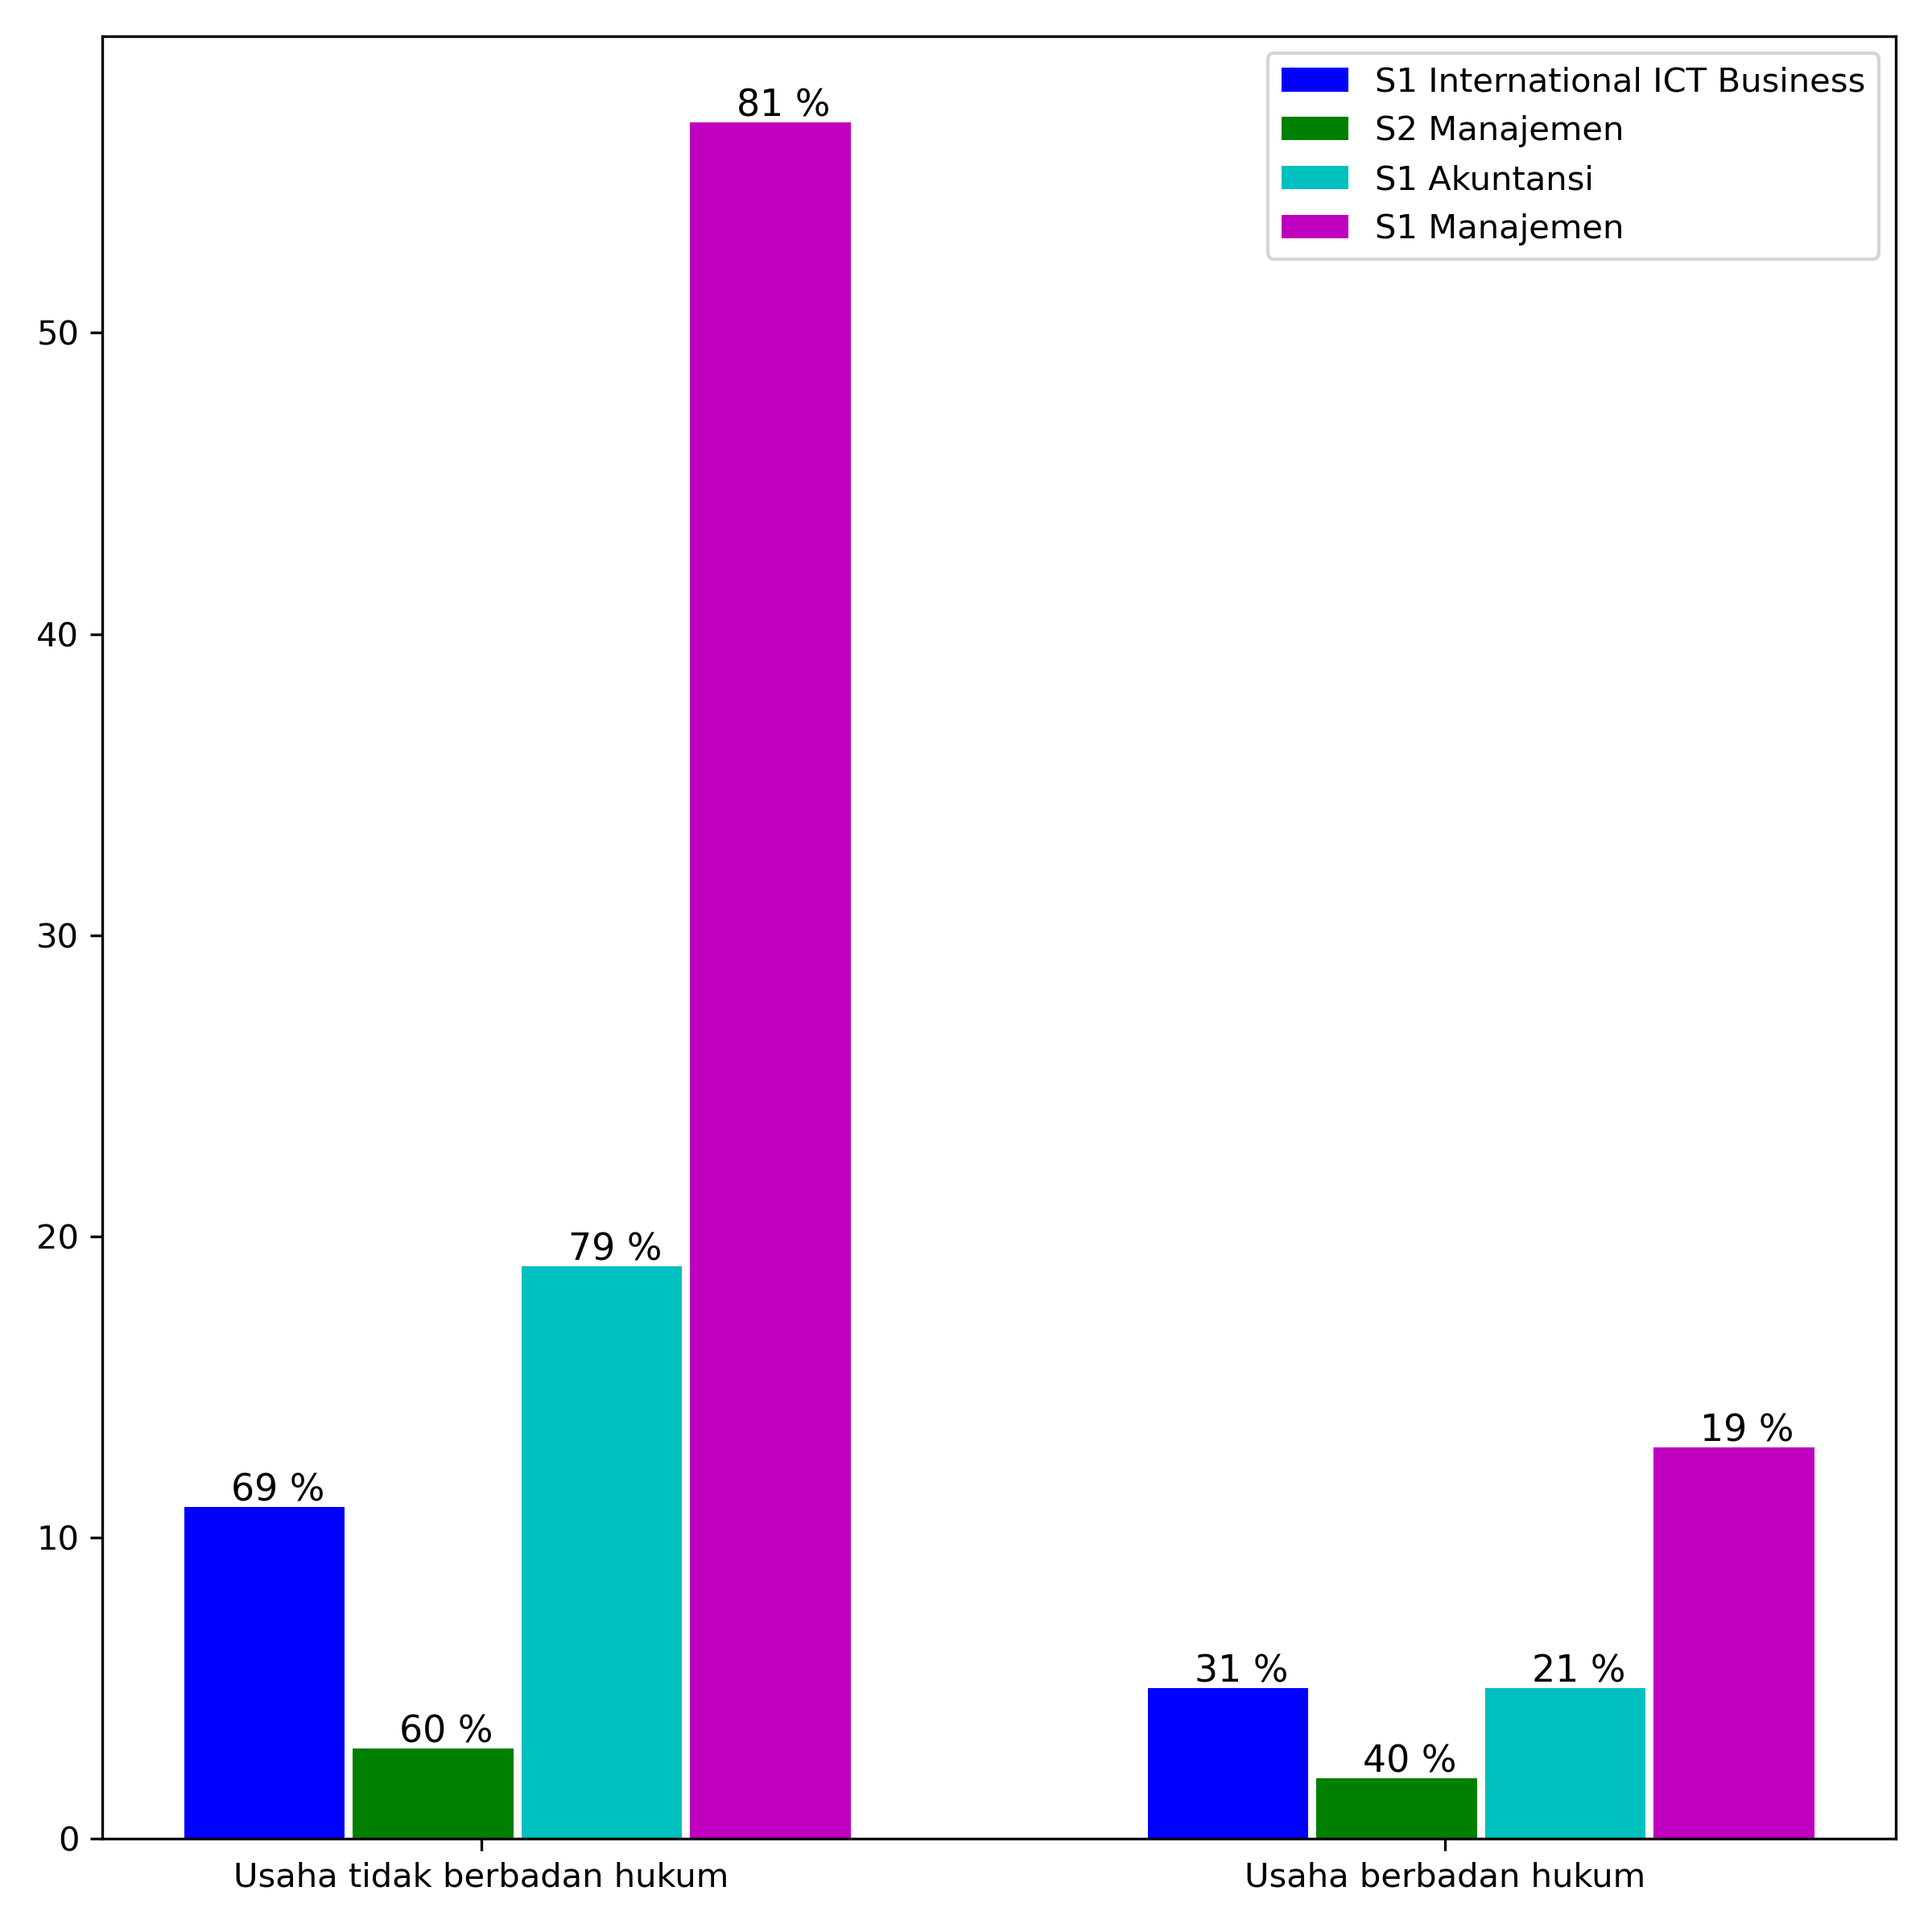 81 %
S1 International ICT Business
S2 Manajemen
S1 Akuntansi
S1 Manajemen
50
40
30
20
10
0
79 %
69 %
60 %
19 %
31 %
21 %
40 %
Usaha tidak berbadan hukum
Usaha berbadan hukum